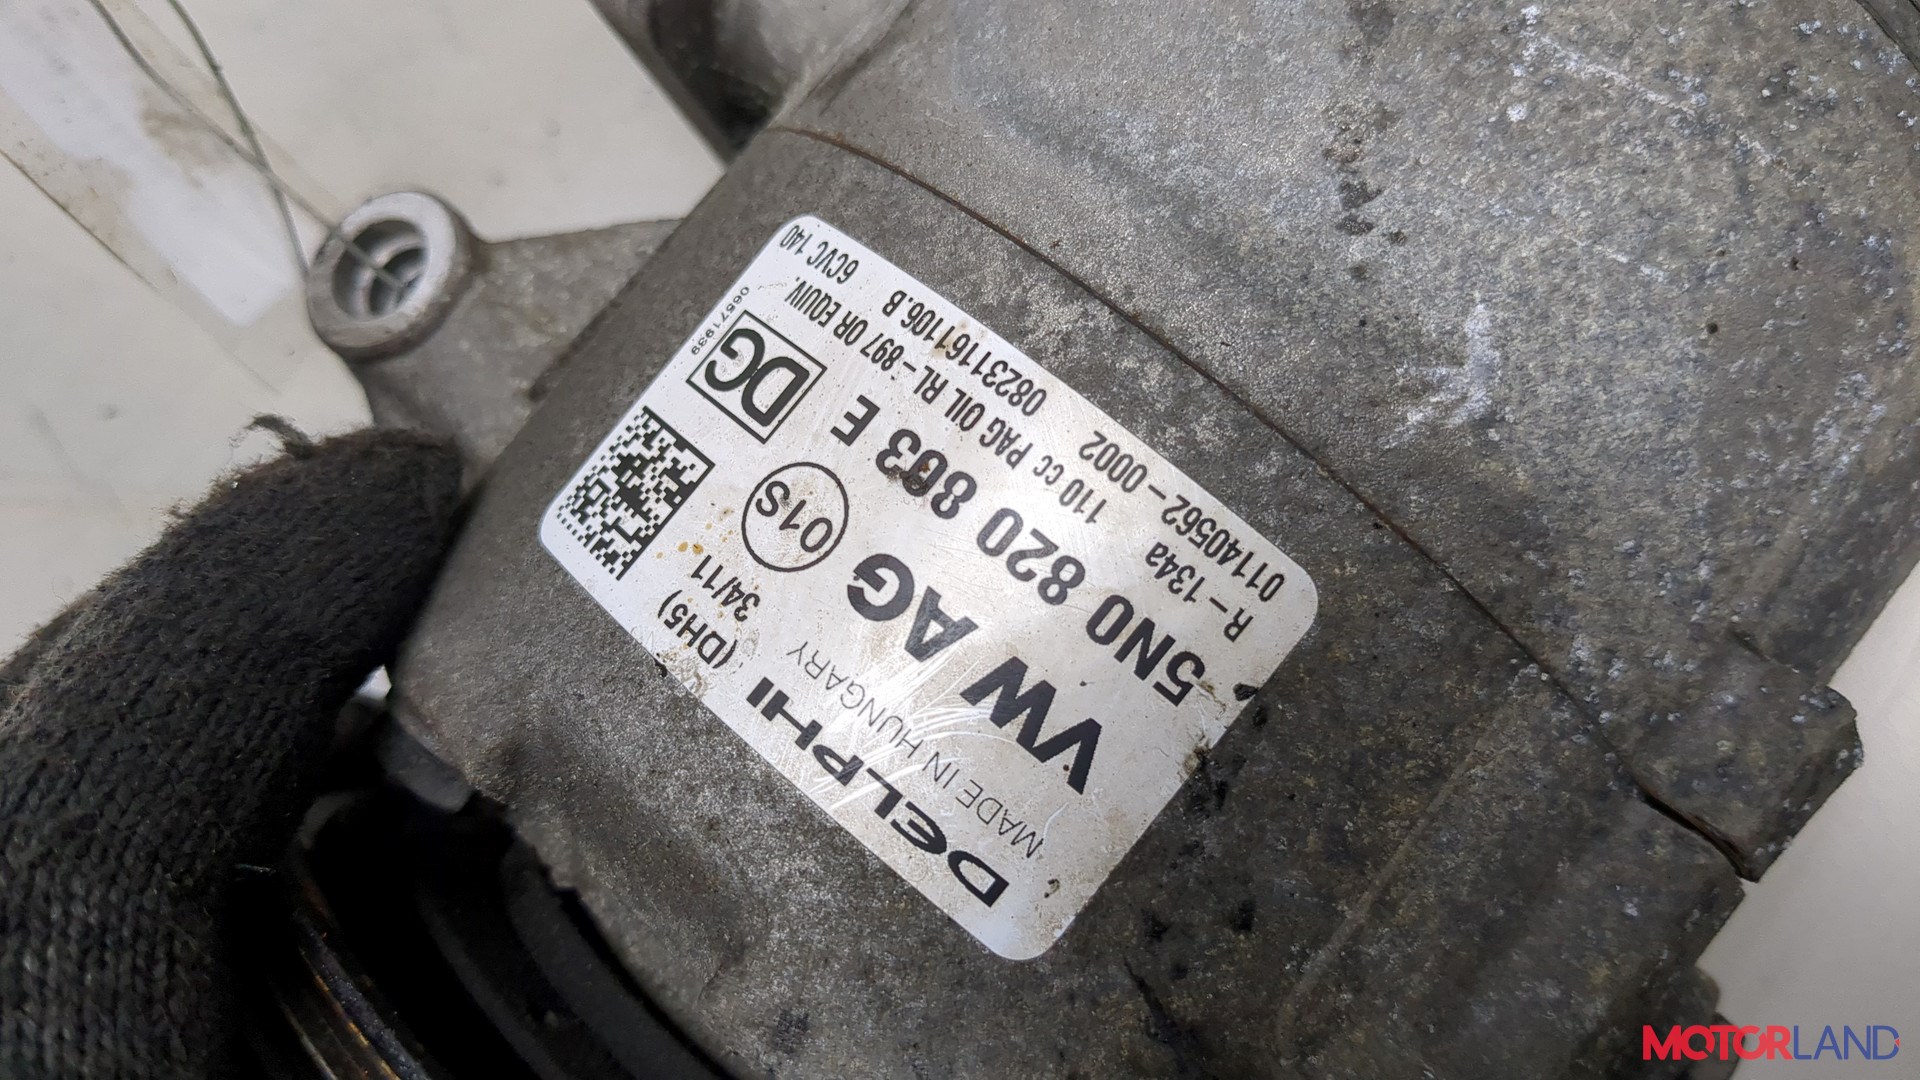 DELPHI
(DH5)
MADE IN HUNGARY
34/11
VW AG
01S
5N0 820 803 E
DG
06571939
R-134a
110 cc PAG OIL RL-897 OR EQUIV.
01140562-0002
08231161106.B
6CVC 140
MOTORLAND